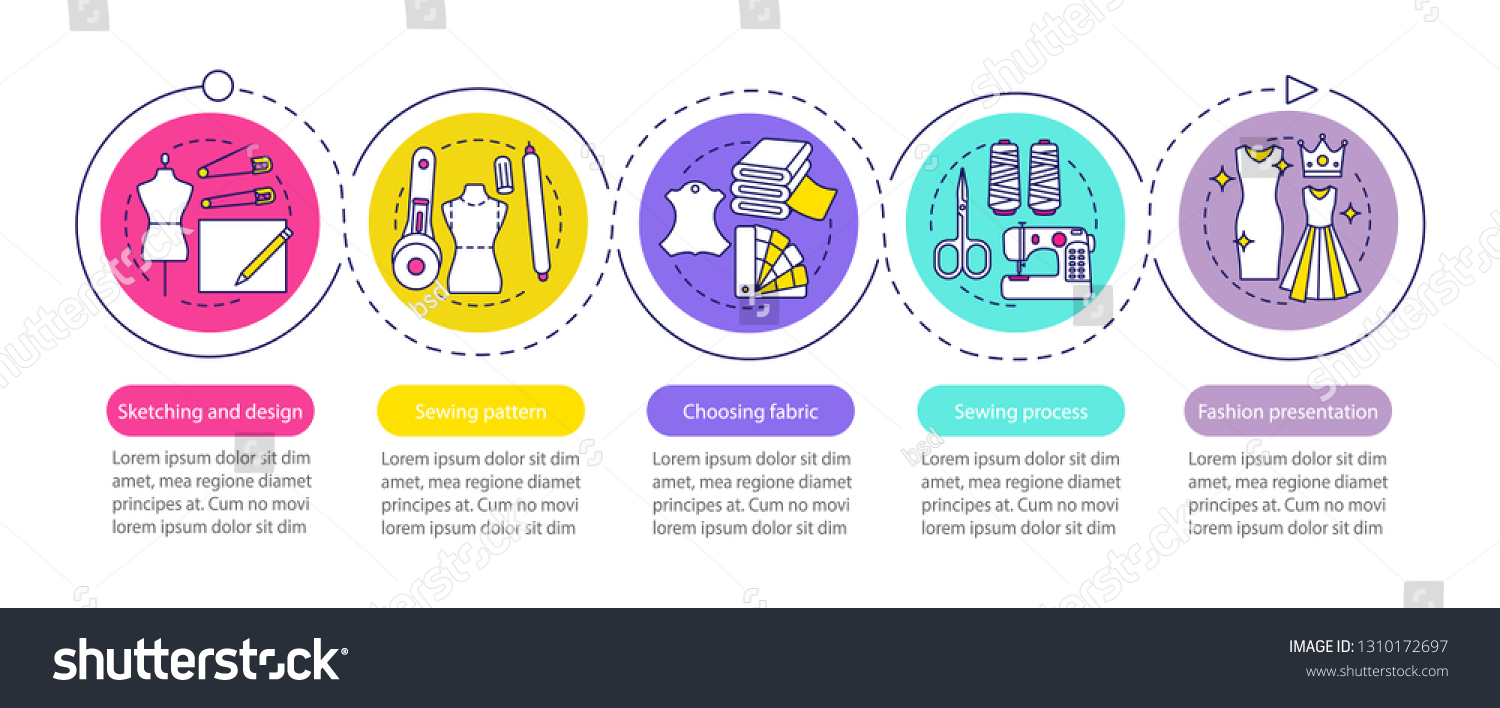 Sketching and design
Lorem ipsum dolor sit dim
amet, mea regione diamet
principes at. Cum no movi
lorem ipsum dolor sit dim
Sewing pattern
Lorem ipsum dolor sit dim
amet, mea regione diamet
principes at. Cum no movi
lorem ipsum dolor sit dim
Choosing fabric
Lorem ipsum dolor sit dim
amet, mea regione diamet
principes at. Cum no movi
lorem ipsum dolor sit dim
Sewing process
Lorem ipsum dolor sit dim
amet, mea regione diamet
principes at. Cum no movi
lorem ipsum dolor sit dim
Fashion presentation
Lorem ipsum dolor sit dim
amet, mea regione diamet
principes at. Cum no movi
lorem ipsum dolor sit dim
bsd
bsd
shutterstock
IMAGE ID: 1310172697
www.shutterstock.com